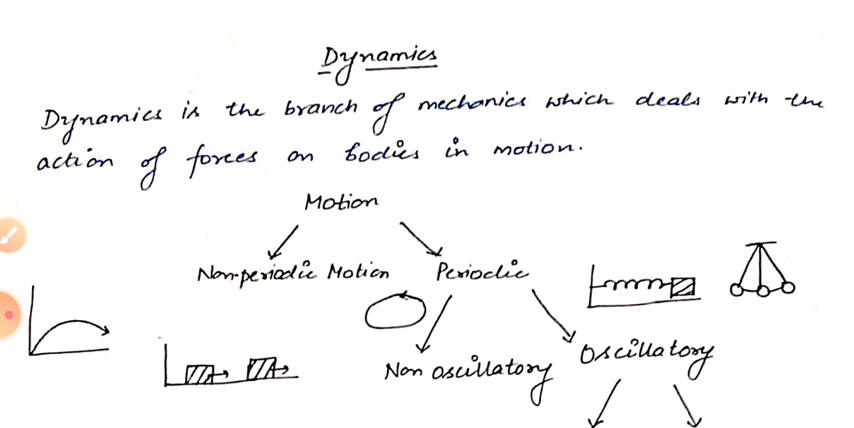 Dynamics
Dynamics is the branch of mechanics which deals with the
action of forces on bodies in motion.
Motion
Non-periodic Motion Periodic
Non oscillatory Oscillatory